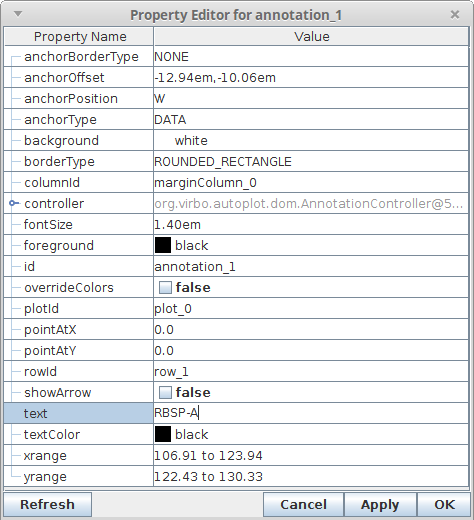 Property Editor for annotation_1
Property Name Value
anchorBorderType NONE
anchorOffset -12.94em,-10.06em
anchorPosition W
anchorType DATA
background white
borderType ROUNDED_RECTANGLE
columnId marginColumn_0
controller org.virbo.autoplot.dom.AnnotationController@5...
fontSize 1.40em
foreground black
id annotation_1
overrideColors false
plotId plot_0
pointAtX 0.0
pointAtY 0.0
rowId row_1
showArrow false
text RBSP-A
textColor black
xrange 106.91 to 123.94
yrange 122.43 to 130.33
Refresh Cancel Apply OK